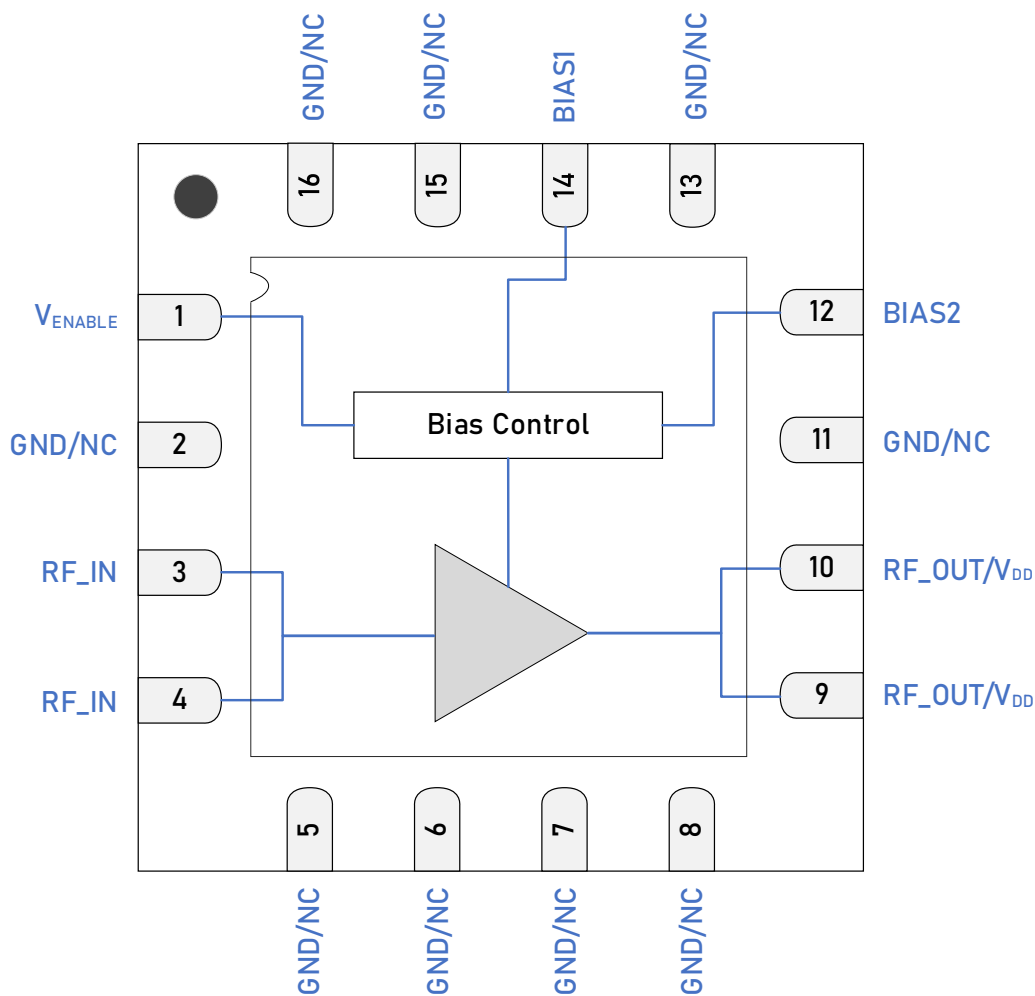 GND/NC
GND/NC
BIAS1
GND/NC
16
15
14
13
VENABLE
1
12
BIAS2
GND/NC
2
Bias Control
11
GND/NC
RF_IN
3
10
RF_OUT/VDD
RF_IN
4
9
RF_OUT/VDD
5
6
7
8
GND/NC
GND/NC
GND/NC
GND/NC